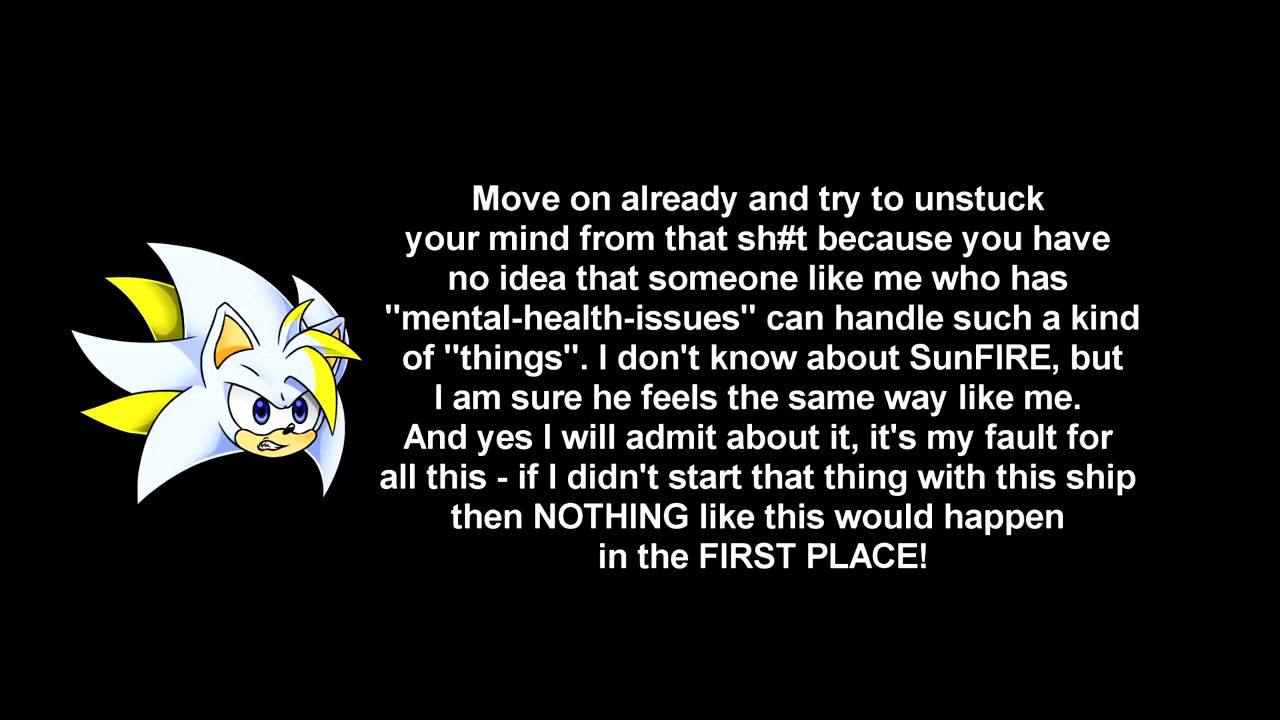 Move on already and try to unstuck
your mind from that sh#t because you have
no idea that someone like me who has
"mental-health-issues" can handle such a kind
of "things". I don't know about SunFIRE, but
I am sure he feels the same way like me.
And yes I will admit about it, it's my fault for
all this - if I didn't start that thing with this ship
then NOTHING like this would happen
in the FIRST PLACE!